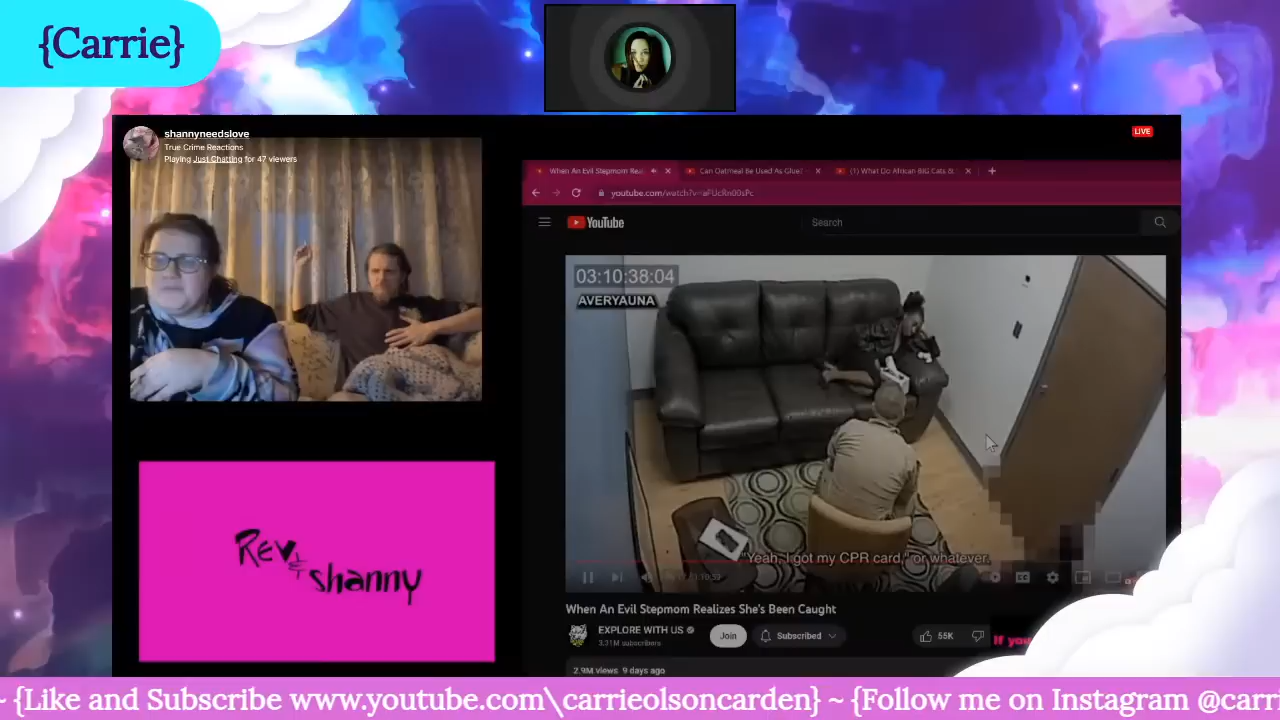 {Carrie}
shannyneedslove
True Crime Reactions
Playing Just Chatting for 47 viewers
LIVE
When An Evil Stepmom Rea
Can Oatmeal Be Used As Glue?
(1) What Do African BIG Cats &
YouTube
Search
03:10:38:04
AVERYAUNA
"Yeah, I got my CPR card," or whatever.
When An Evil Stepmom Realizes She's Been Caught
EXPLORE WITH US
3.31M subscribers
Join
Subscribed
55K
If you
2.9M views 9 days ago
Rev & shanny
~ {Like and Subscribe www.youtube.com\carrieolsoncarden} ~ {Follow me on Instagram @carri